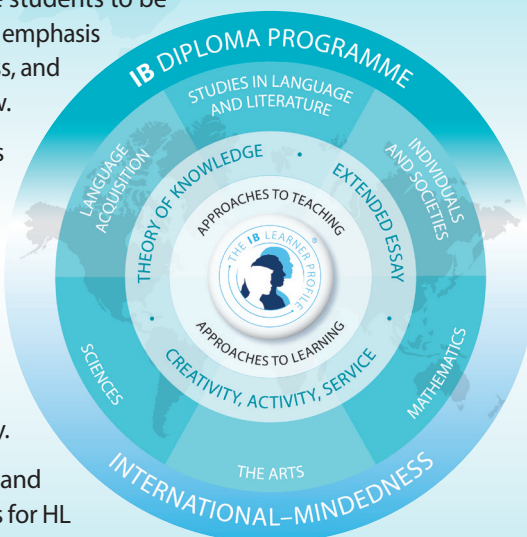 students to be
emphasis
ss, and
s
y.
and
s for HL
IB DIPLOMA PROGRAMME
STUDIES IN LANGUAGE
AND LITERATURE
LANGUAGE
ACQUISITION
INDIVIDUALS
AND SOCIETIES
THEORY OF KNOWLEDGE
EXTENDED ESSAY
APPROACHES TO TEACHING
THE IB LEARNER PROFILE ®
APPROACHES TO LEARNING
CREATIVITY, ACTIVITY, SERVICE
SCIENCES
MATHEMATICS
THE ARTS
INTERNATIONAL–MINDEDNESS